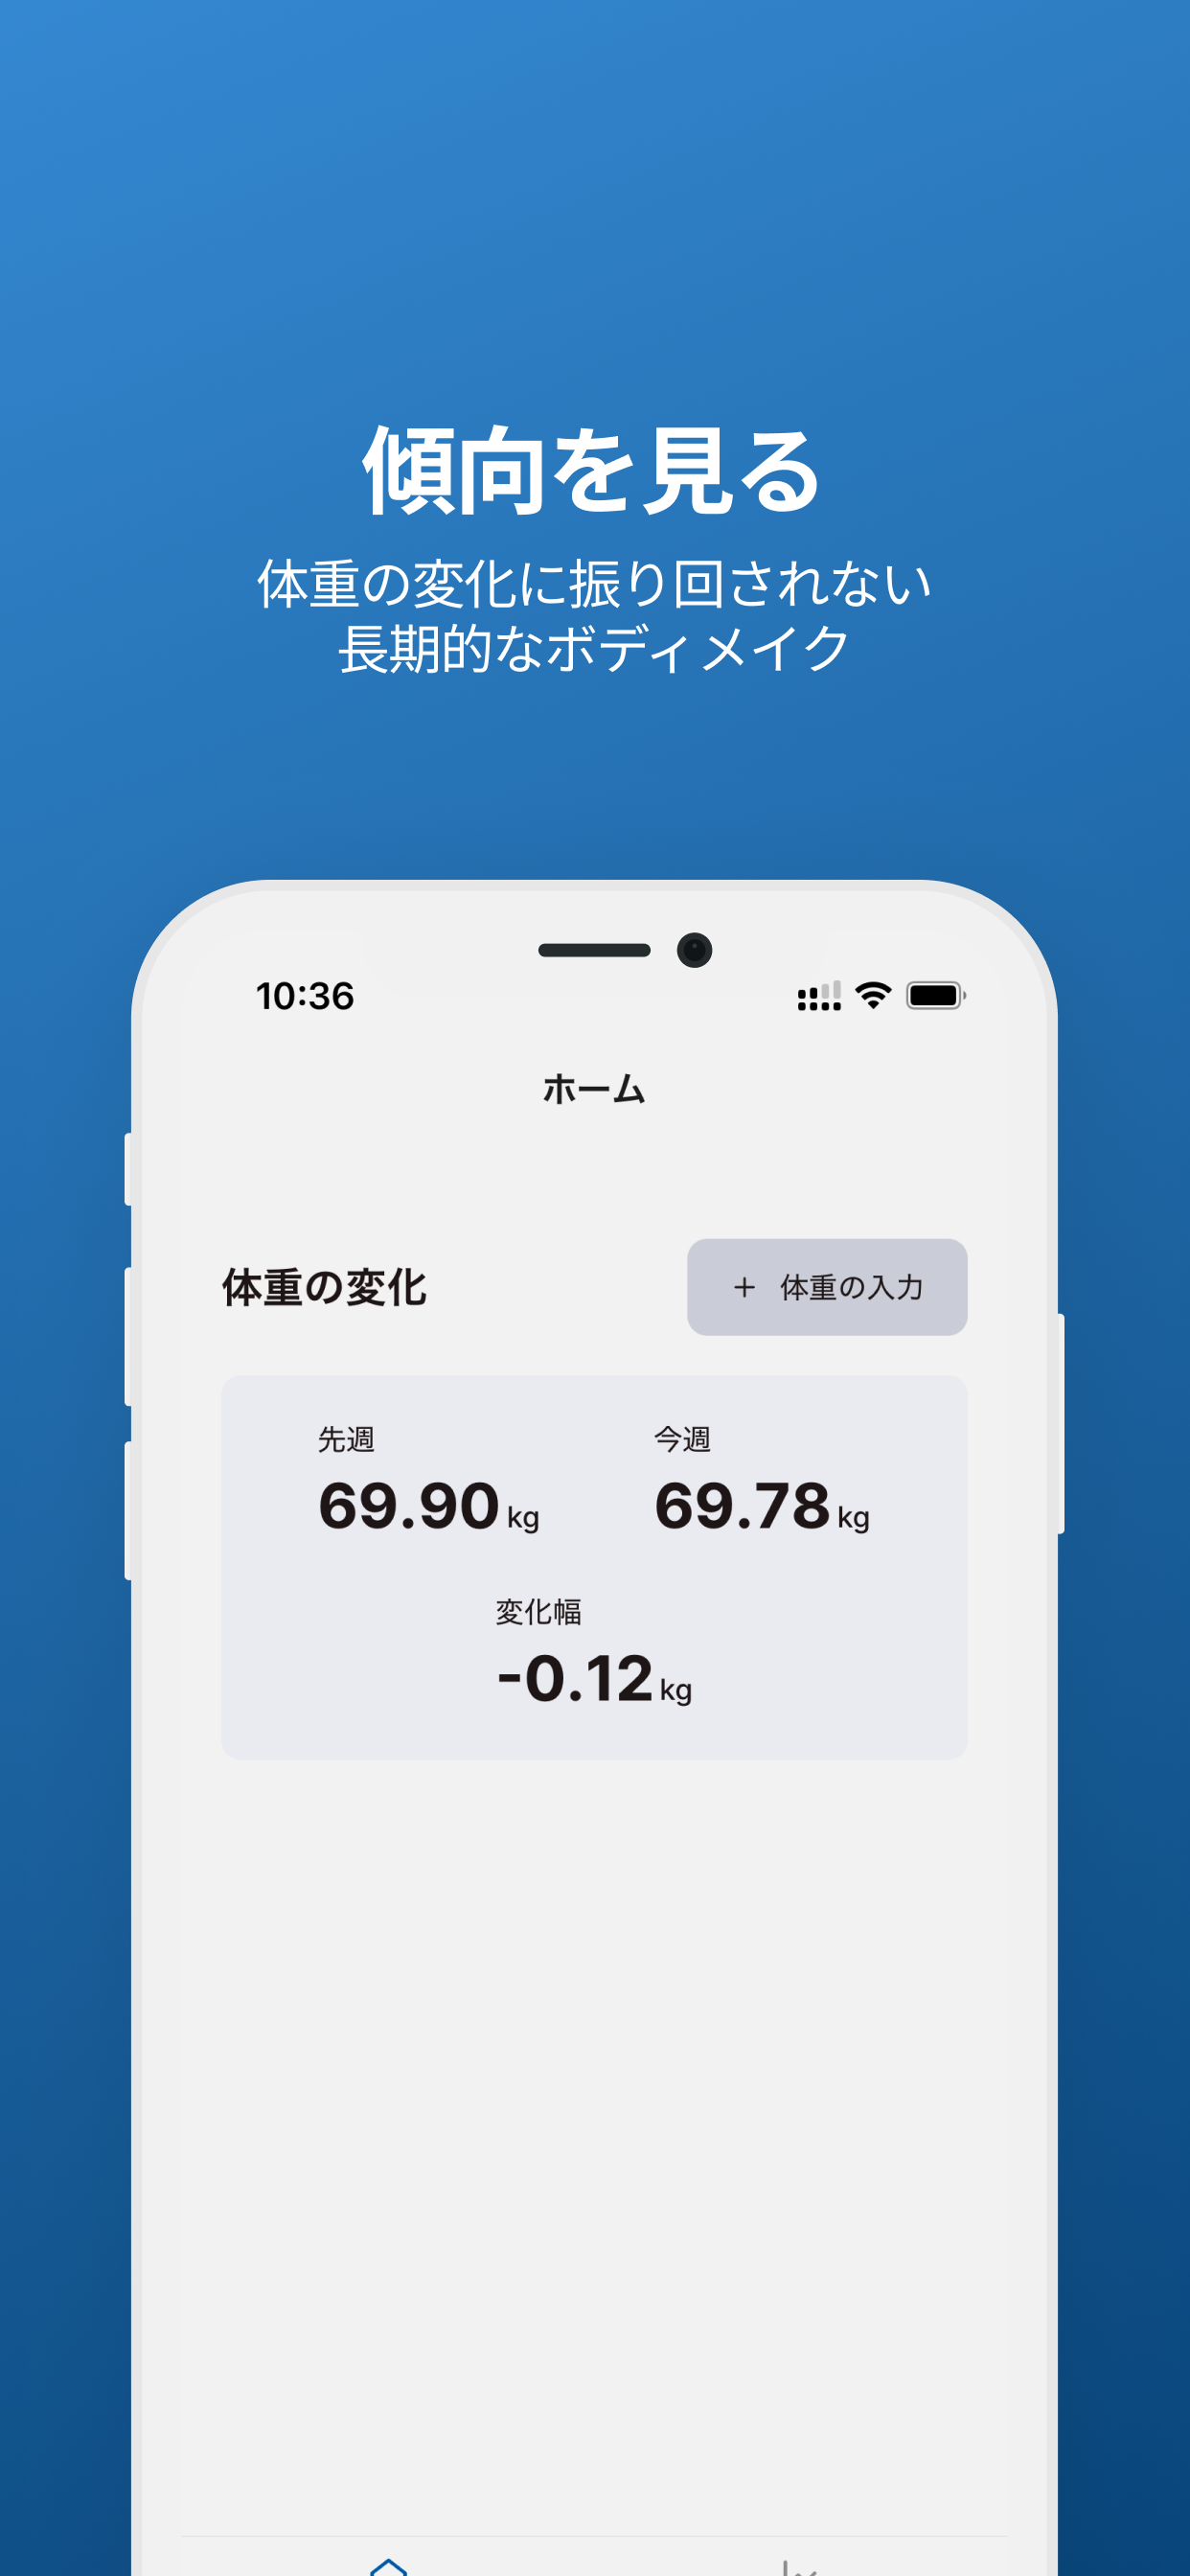 傾向を見る
体重の変化に振り回されない
長期的なボディメイク
10:36
ホーム
体重の変化
+ 体重の入力
先週
69.90 kg
今週
69.78 kg
変化幅
-0.12 kg